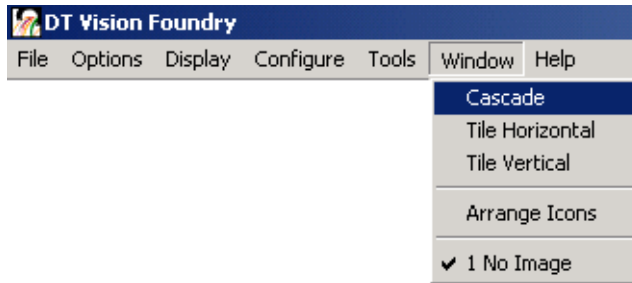 DT Vision Foundry
File Options Display Configure Tools Window Help
Cascade
Tile Horizontal
Tile Vertical
Arrange Icons
1 No Image